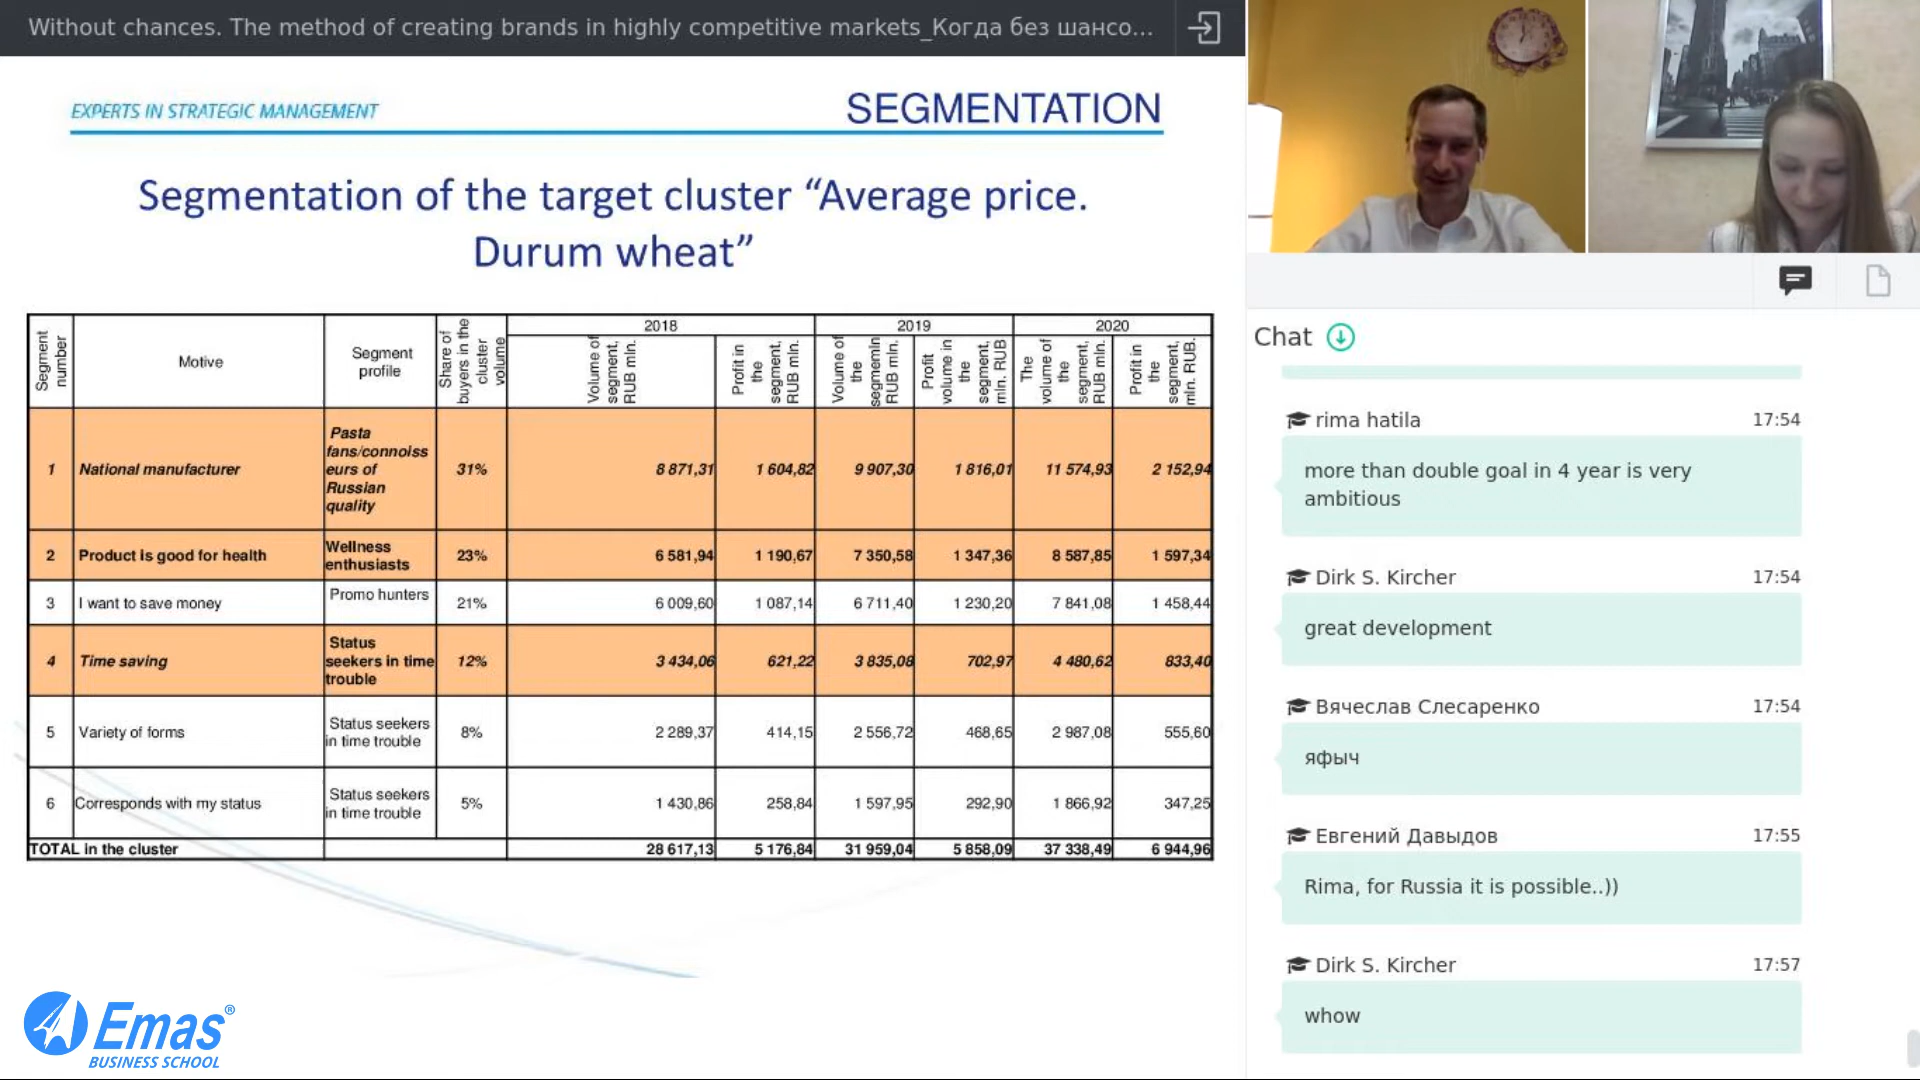 Without chances. The method of creating brands in highly competitive markets_Когда без шансо...
EXPERTS IN STRATEGIC MANAGEMENT
SEGMENTATION
Segmentation of the target cluster “Average price.
Durum wheat”
Segment number
Motive
Segment profile
Share of buyers in the cluster volume
2018
2019
2020
Volume of segment, RUB mln.
Profit in the segment, RUB mln.
Volume of the segemmln RUB mln.
Profit volume in the segment, mln. RUB
The volume of the segment, RUB mln.
Profit in the segment, mln. RUB.
1 National manufacturer Pasta fans/connoisseurs of Russian quality 31% 8 871,31 1 604,82 9 907,30 1 816,01 11 574,93 2 152,94
2 Product is good for health Wellness enthusiasts 23% 6 581,94 1 190,67 7 350,58 1 347,36 8 587,85 1 597,34
3 I want to save money Promo hunters 21% 6 009,60 1 087,14 6 711,40 1 230,20 7 841,08 1 458,44
4 Time saving Status seekers in time trouble 12% 3 434,06 621,22 3 835,08 702,97 4 480,62 833,40
5 Variety of forms Status seekers in time trouble 8% 2 289,37 414,15 2 556,72 468,65 2 987,08 555,60
6 Corresponds with my status Status seekers in time trouble 5% 1 430,86 258,84 1 597,95 292,90 1 866,92 347,25
TOTAL in the cluster 28 617,13 5 176,84 31 959,04 5 858,09 37 338,49 6 944,96
Emas®
BUSINESS SCHOOL
Chat
rima hatila 17:54
more than double goal in 4 year is very
ambitious
Dirk S. Kircher 17:54
great development
Вячеслав Слесаренко 17:54
яфыч
Евгений Давыдов 17:55
Rima, for Russia it is possible..))
Dirk S. Kircher 17:57
whow